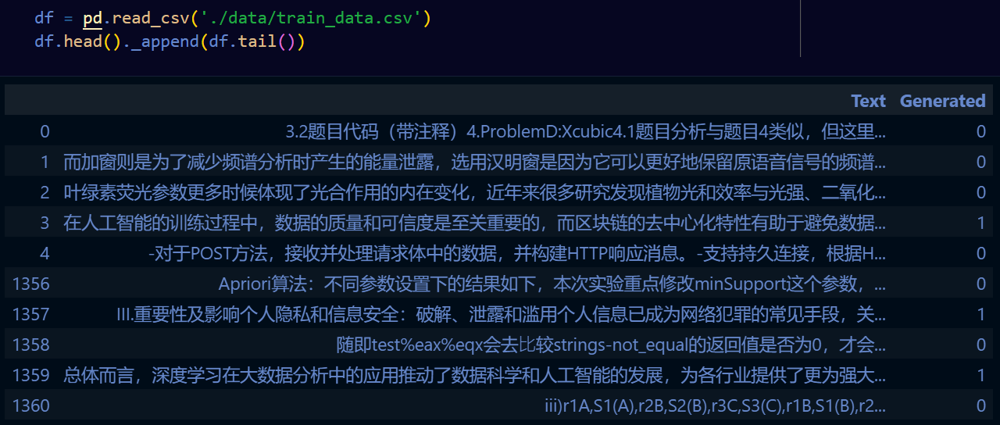 df = pd.read_csv('./data/train_data.csv')
df.head()._append(df.tail())
Text Generated
0 3.2题目代码（带注释）4.ProblemD:Xcubic4.1题目分析与题目4类似，但这里... 0
1 而加窗则是为了减少频谱分析时产生的能量泄露，选用汉明窗是因为它可以更好地保留原语音信号的频谱... 0
2 叶绿素荧光参数更多时候体现了光合作用的内在变化，近年来很多研究发现植物光和效率与光强、二氧化... 0
3 在人工智能的训练过程中，数据的质量和可信度是至关重要的，而区块链的去中心化特性有助于避免数据... 1
4 -对于POST方法，接收并处理请求体中的数据，并构建HTTP响应消息。-支持持久连接，根据H... 0
1356 Apriori算法：不同参数设置下的结果如下，本次实验重点修改minSupport这个参数，... 0
1357 III.重要性及影响个人隐私和信息安全：破解、泄露和滥用个人信息已成为网络犯罪的常见手段，关... 1
1358 随即test%eax%eqx会去比较strings-not_equal的返回值是否为0，才会... 0
1359 总体而言，深度学习在大数据分析中的应用推动了数据科学和人工智能的发展，为各行业提供了更为强大... 1
1360 iii)r1A,S1(A),r2B,S2(B),r3C,S3(C),r1B,S1(B),r2... 0